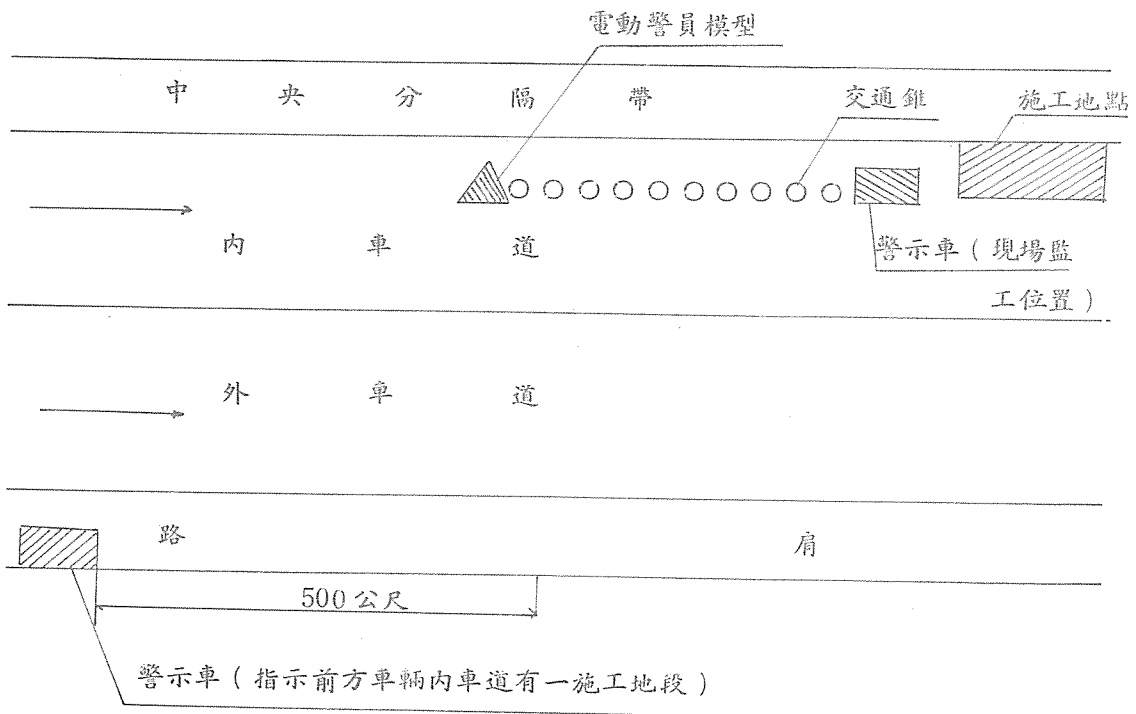 電動警員模型
中央分隔帶
交通錐
施工地點
內車道
警示車（現場監
工位置）
外車道
路肩
500公尺
警示車（指示前方車輛內車道有一施工地段）